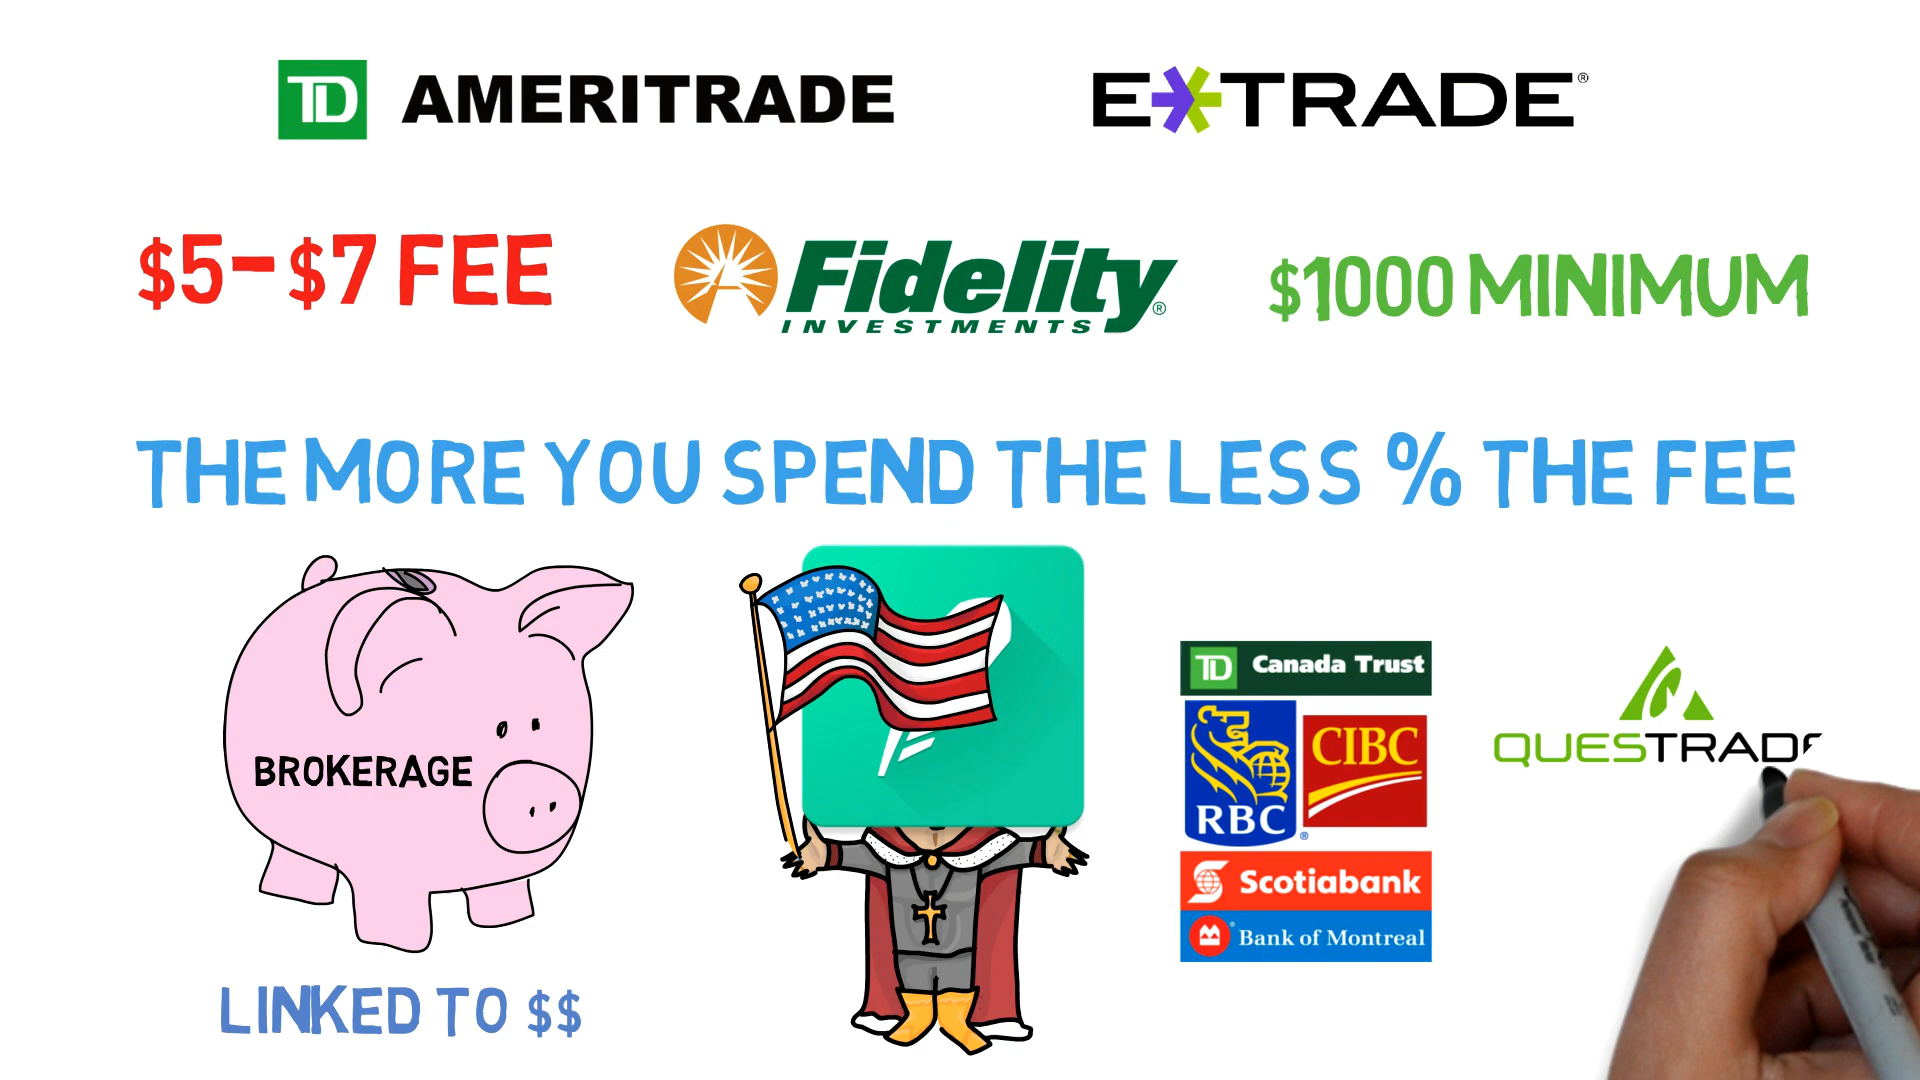 TD AMERITRADE
E*TRADE®
$5-$7 FEE
Fidelity®
INVESTMENTS
$1000 MINIMUM
THE MORE YOU SPEND THE LESS % THE FEE
BROKERAGE
LINKED TO $$
TD Canada Trust
RBC®
CIBC
Scotiabank
Bank of Montreal
QUESTRADE